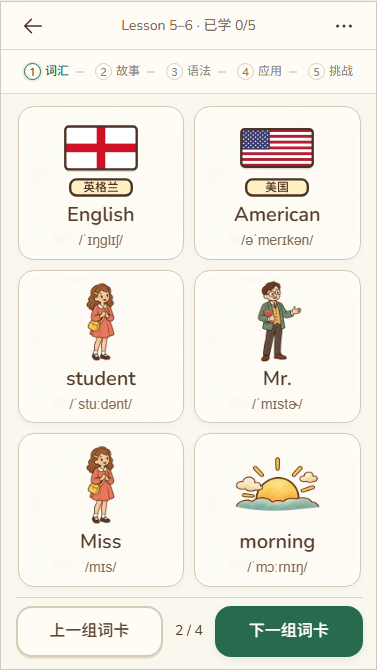 Lesson 5–6 · 已学 0/5
1 词汇 – 2 故事 – 3 语法 – 4 应用 – 5 挑战
英格兰
English
/ˈɪŋglɪʃ/
美国
American
/əˈmerɪkən/
student
/ˈstuːdənt/
Mr.
/ˈmɪstɚ/
Miss
/mɪs/
morning
/ˈmɔːrnɪŋ/
上一组词卡
2 / 4
下一组词卡